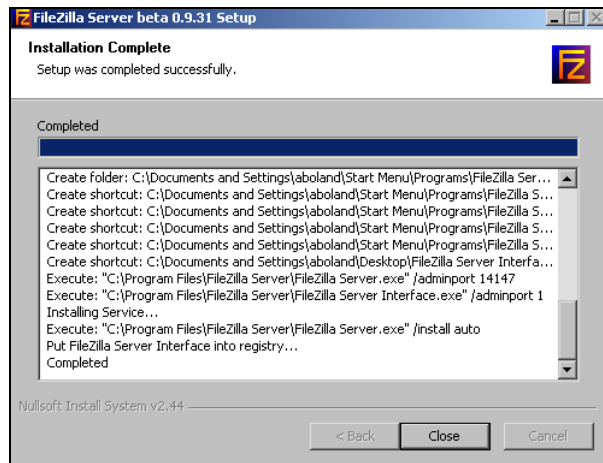 FileZilla Server beta 0.9.31 Setup
Installation Complete
Setup was completed successfully.
Completed
Create folder: C:\Documents and Settings\aboland\Start Menu\Programs\FileZilla Ser...
Create shortcut: C:\Documents and Settings\aboland\Start Menu\Programs\FileZilla S...
Create shortcut: C:\Documents and Settings\aboland\Start Menu\Programs\FileZilla S...
Create shortcut: C:\Documents and Settings\aboland\Start Menu\Programs\FileZilla S...
Create shortcut: C:\Documents and Settings\aboland\Start Menu\Programs\FileZilla S...
Create shortcut: C:\Documents and Settings\aboland\Desktop\FileZilla Server Interfa...
Execute: "C:\Program Files\FileZilla Server\FileZilla Server.exe" /adminport 14147
Execute: "C:\Program Files\FileZilla Server\FileZilla Server Interface.exe" /adminport 1
Installing Service...
Execute: "C:\Program Files\FileZilla Server\FileZilla Server.exe" /install auto
Put FileZilla Server Interface into registry...
Completed
Nullsoft Install System v2.44
< Back Close Cancel